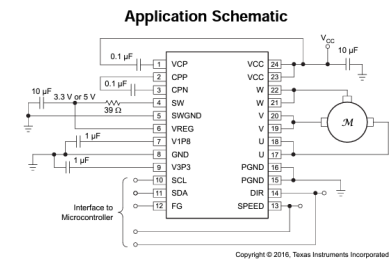 Application Schematic
VCC
0.1 µF
10 µF
1 VCP VCC 24
2 CPP VCC 23
0.1 µF
3 CPN W 22
10 µF
3.3 V or 5 V
4 SW W 21
39 Ω
5 SWGND V 20
M
6 VREG V 19
1 µF
7 V1P8 U 18
8 GND U 17
1 µF
9 V3P3 PGND 16
10 SCL PGND 15
11 SDA DIR 14
12 FG SPEED 13
Interface to
Microcontroller
Copyright © 2016, Texas Instruments Incorporated